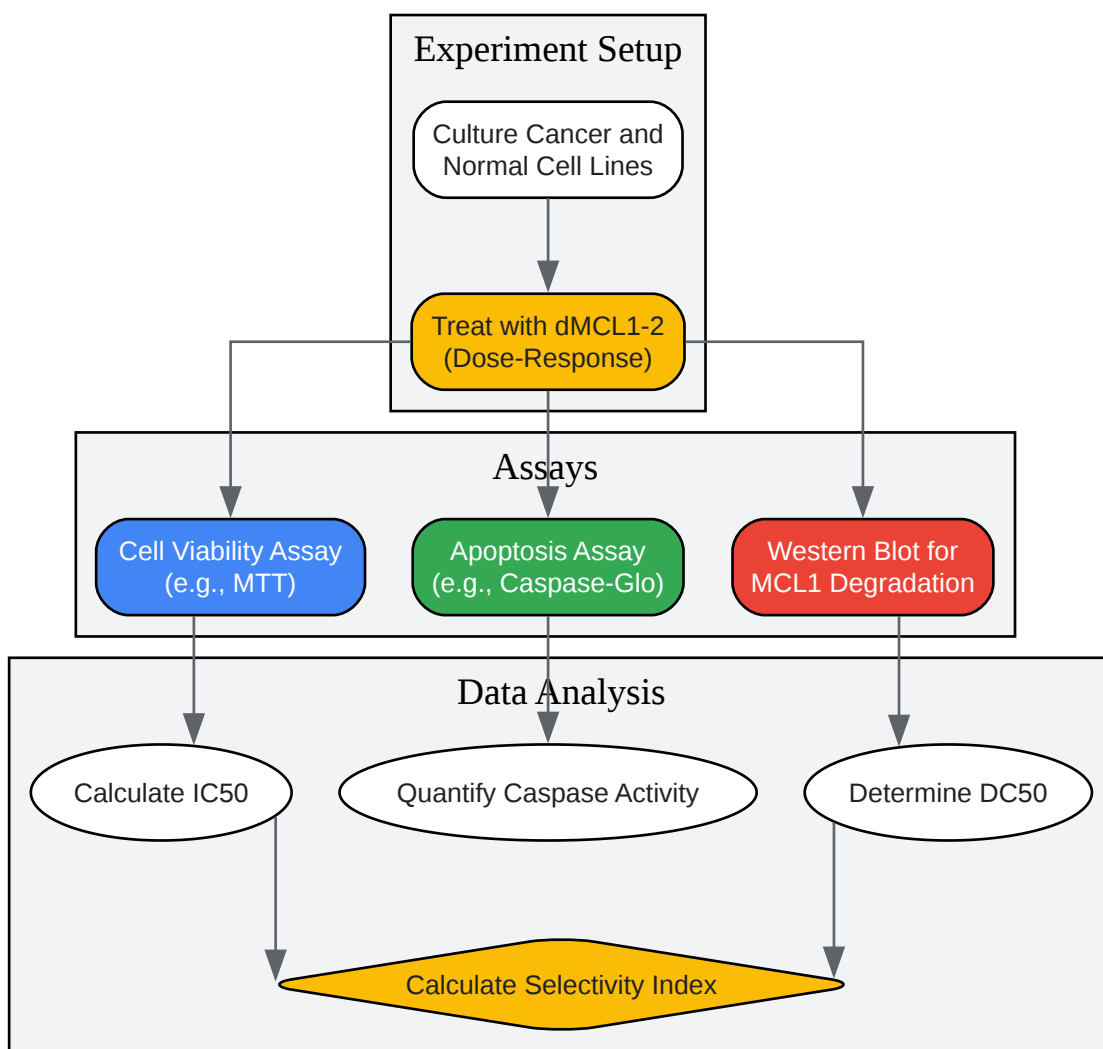 Experiment Setup
Culture Cancer and
Normal Cell Lines
Treat with dMCL1-2
(Dose-Response)
Assays
Cell Viability Assay
(e.g., MTT)
Apoptosis Assay
(e.g., Caspase-Glo)
Western Blot for
MCL1 Degradation
Data Analysis
Calculate IC50
Quantify Caspase Activity
Determine DC50
Calculate Selectivity Index